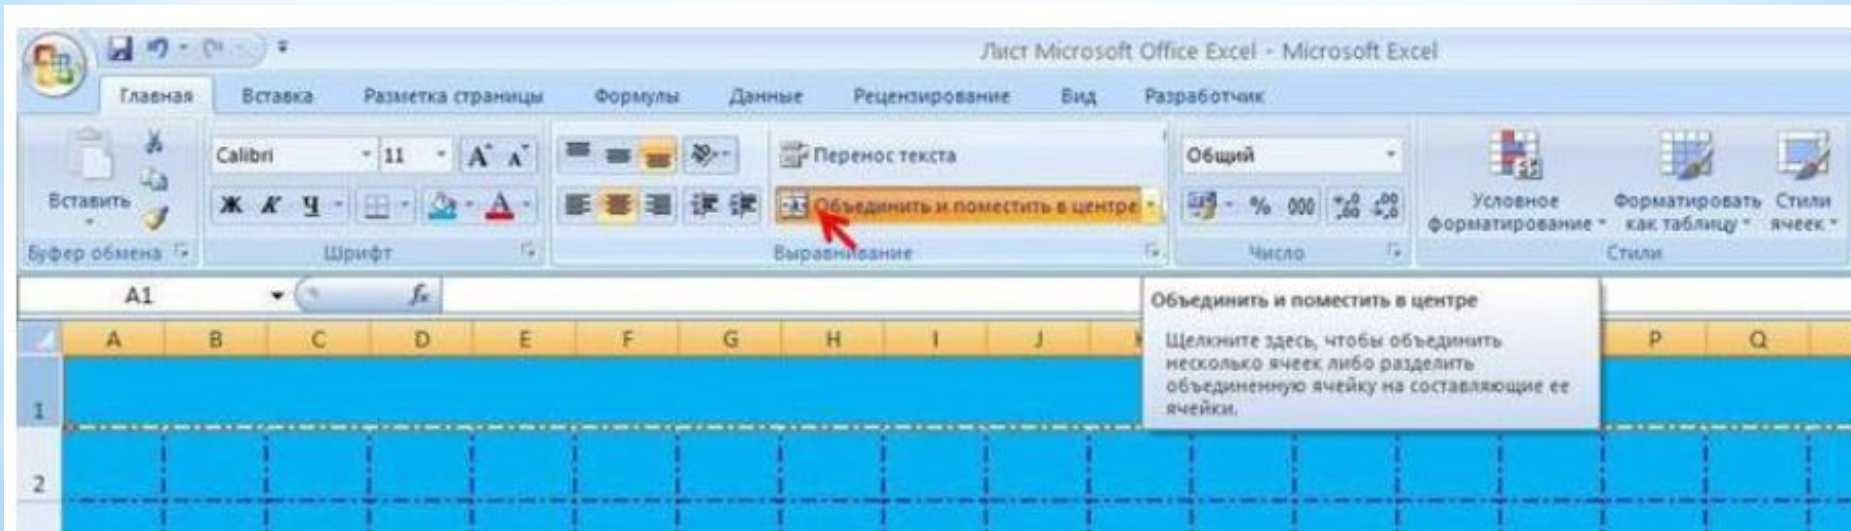 Лист Microsoft Office Excel - Microsoft Excel
Главная Вставка Разметка страницы Формулы Данные Рецензирование Вид Разработчик
Calibri 11 A A Перенос текста Общий
Вставить Ж К Ч Объединить и поместить в центре % 000 Условное форматирование Форматировать как таблицу Стили ячеек
Буфер обмена Шрифт Выравнивание Число Стили
A1 fx
Объединить и поместить в центре
Щелкните здесь, чтобы объединить
несколько ячеек либо разделить
объединенную ячейку на составляющие ее
ячейки.
A B C D E F G H I J P Q
1
2